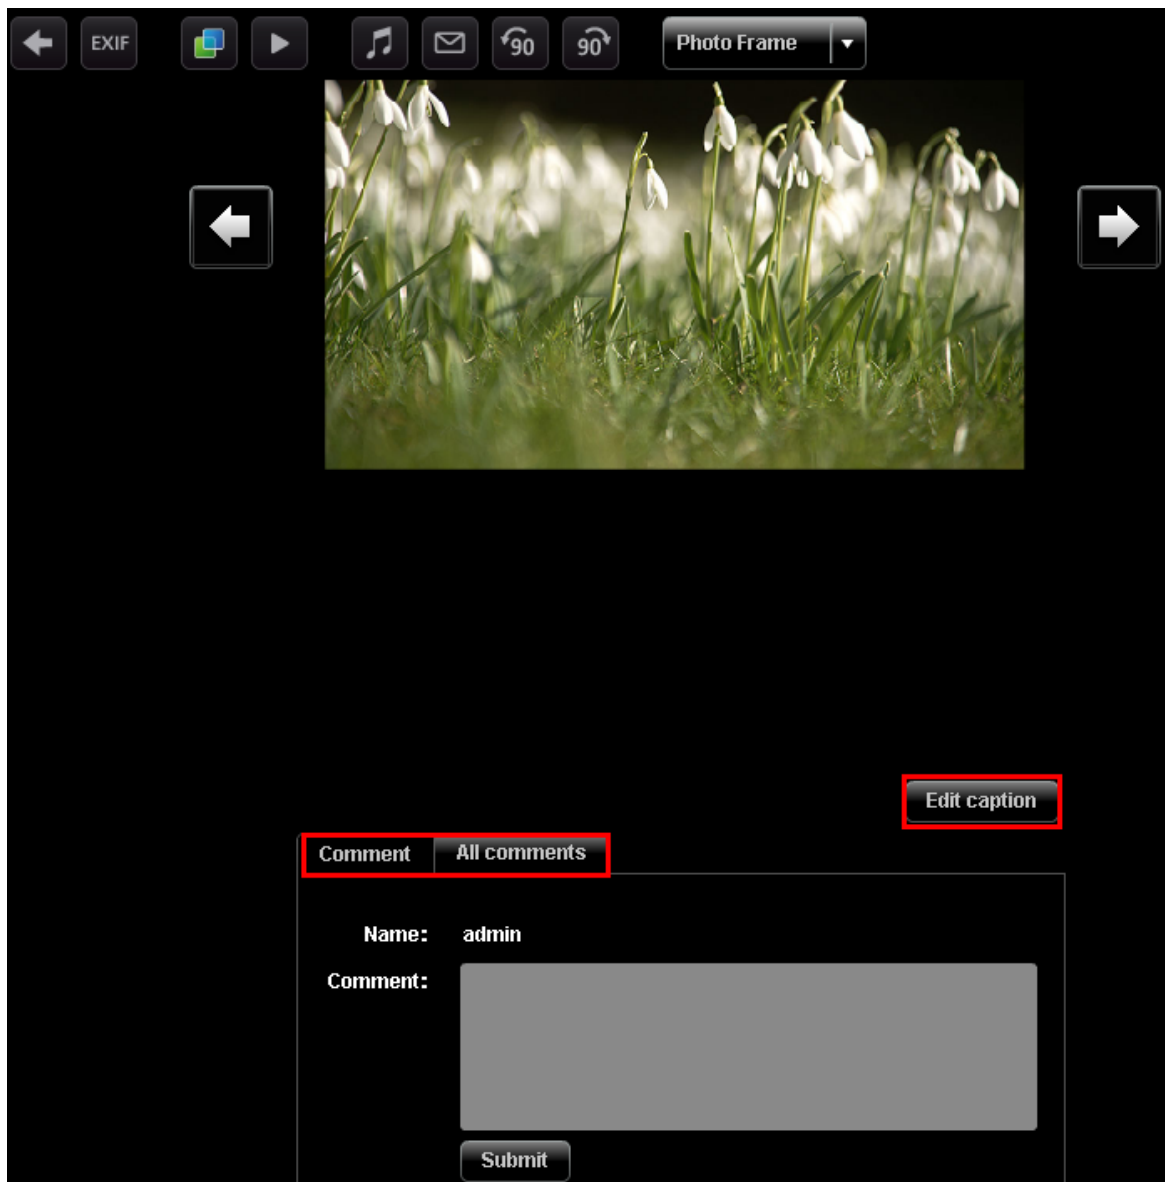 EXIF 90 90 Photo Frame
Edit caption
Comment All comments
Name: admin
Comment:
Submit